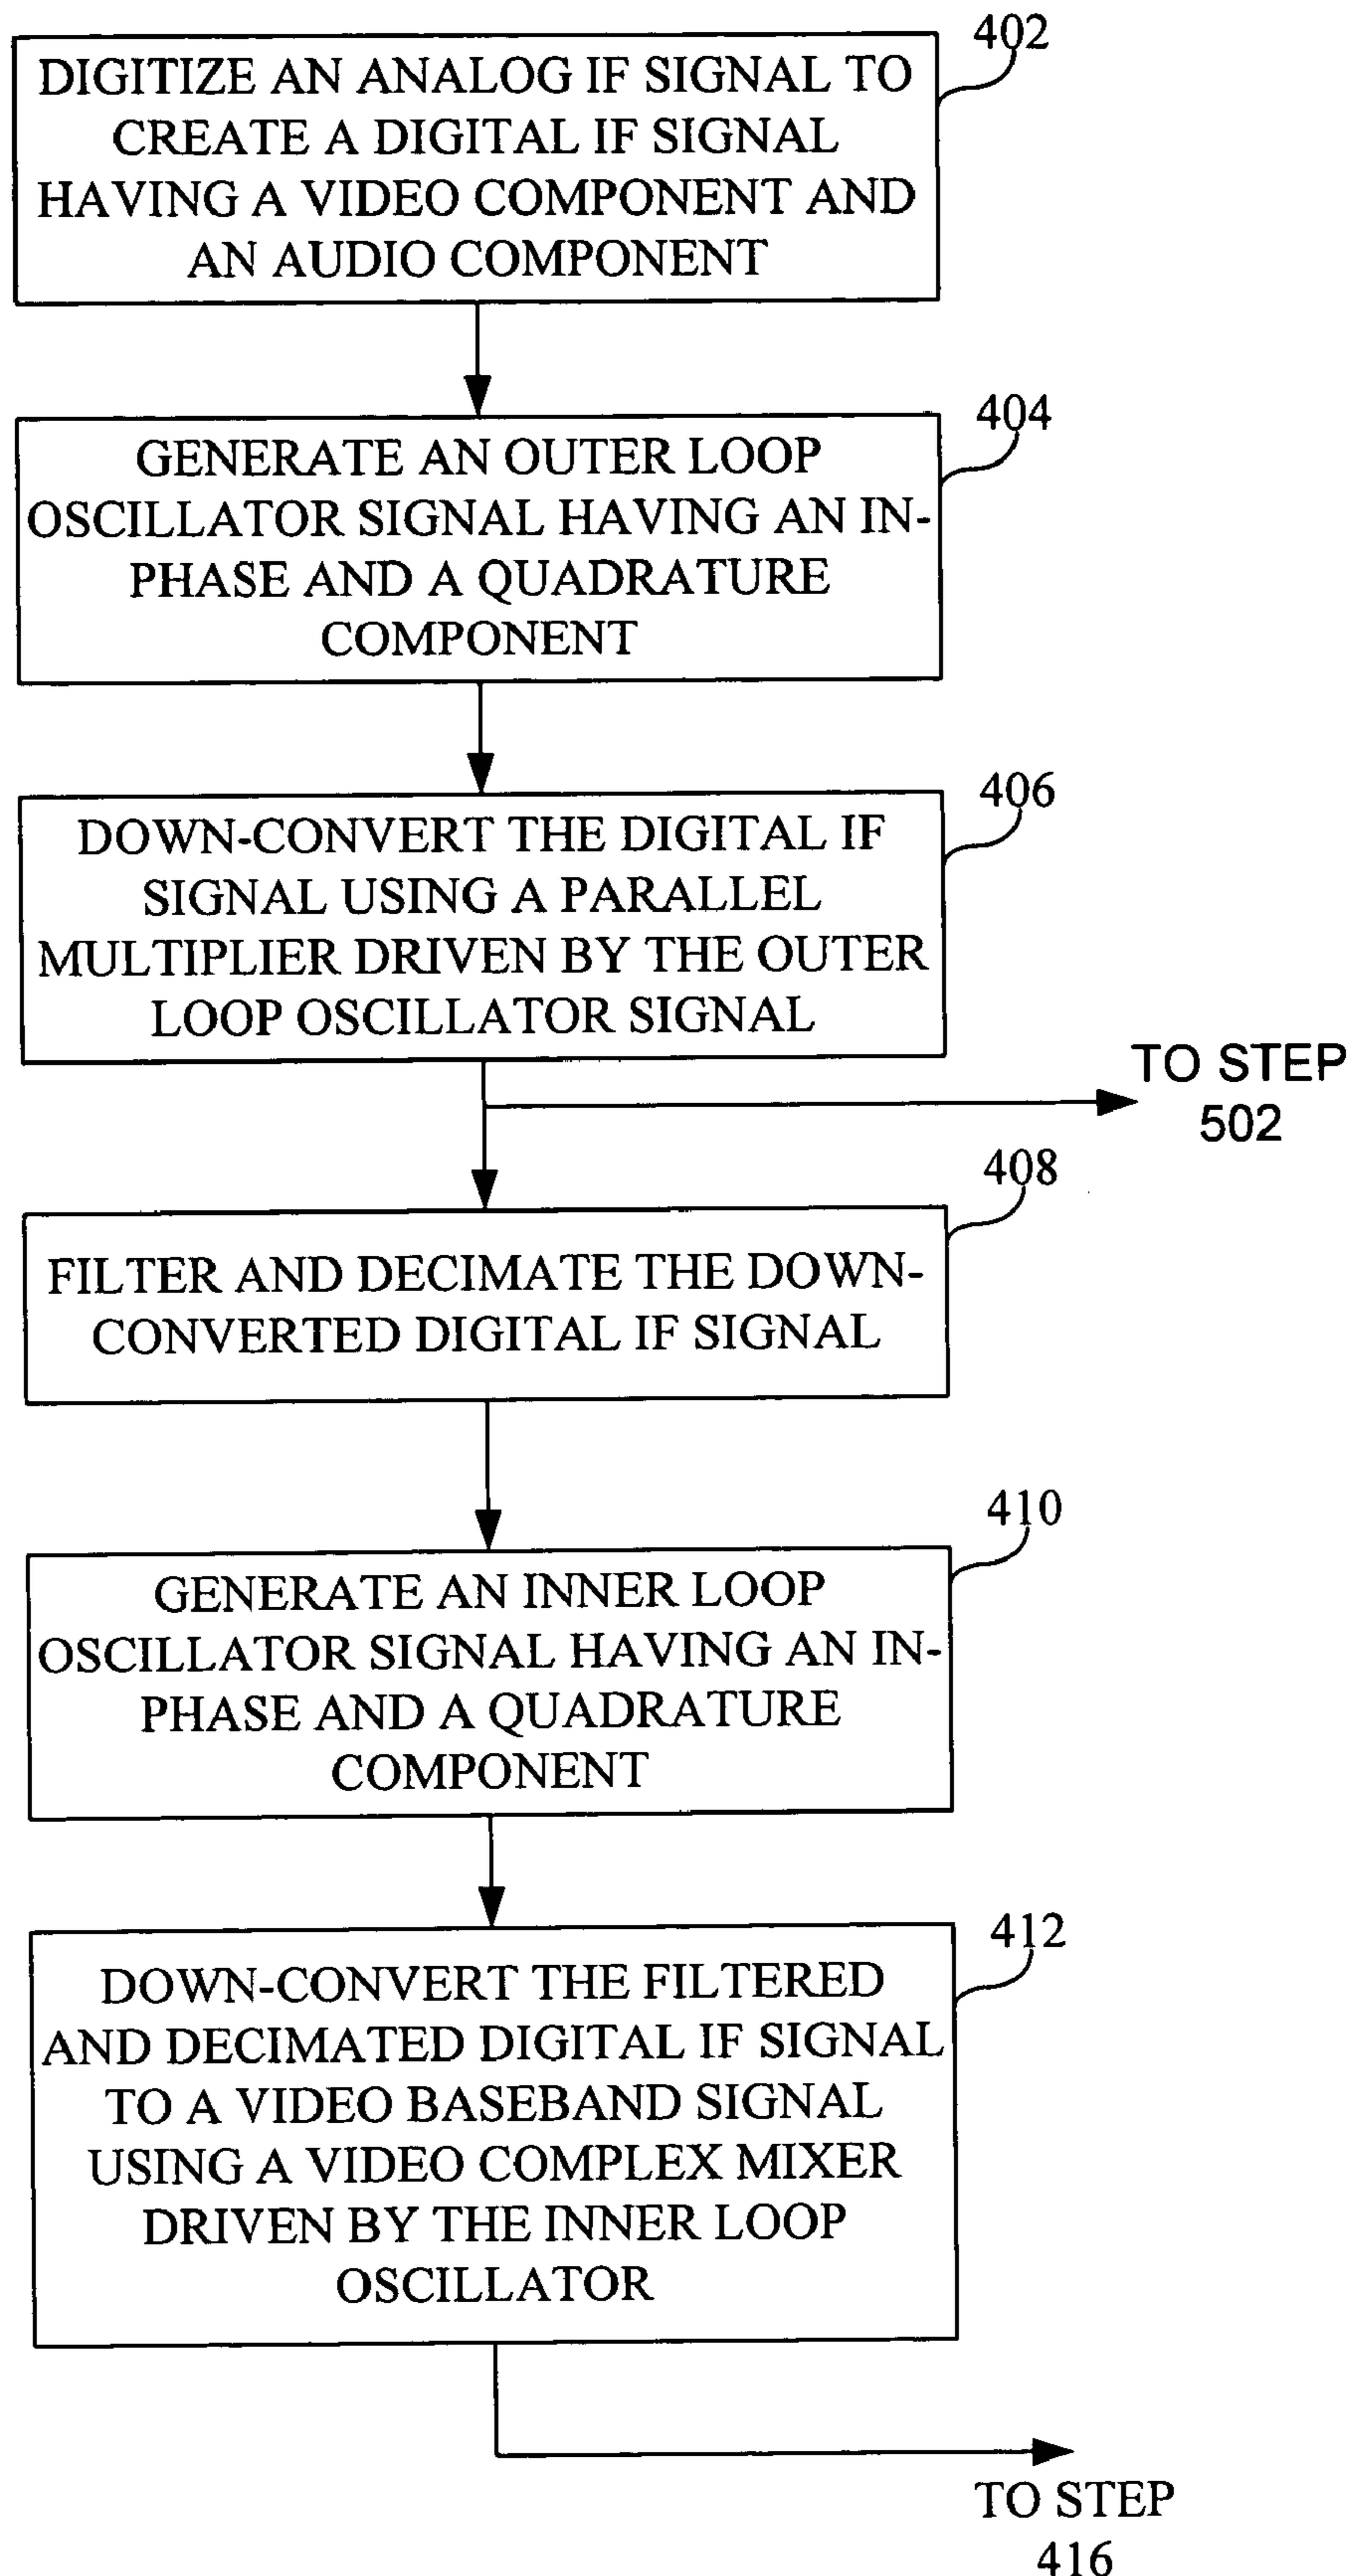 402
DIGITIZE AN ANALOG IF SIGNAL TO
CREATE A DIGITAL IF SIGNAL
HAVING A VIDEO COMPONENT AND
AN AUDIO COMPONENT
404
GENERATE AN OUTER LOOP
OSCILLATOR SIGNAL HAVING AN IN-
PHASE AND A QUADRATURE
COMPONENT
406
DOWN-CONVERT THE DIGITAL IF
SIGNAL USING A PARALLEL
MULTIPLIER DRIVEN BY THE OUTER
LOOP OSCILLATOR SIGNAL
TO STEP
502
408
FILTER AND DECIMATE THE DOWN-
CONVERTED DIGITAL IF SIGNAL
410
GENERATE AN INNER LOOP
OSCILLATOR SIGNAL HAVING AN IN-
PHASE AND A QUADRATURE
COMPONENT
412
DOWN-CONVERT THE FILTERED
AND DECIMATED DIGITAL IF SIGNAL
TO A VIDEO BASEBAND SIGNAL
USING A VIDEO COMPLEX MIXER
DRIVEN BY THE INNER LOOP
OSCILLATOR
TO STEP
416